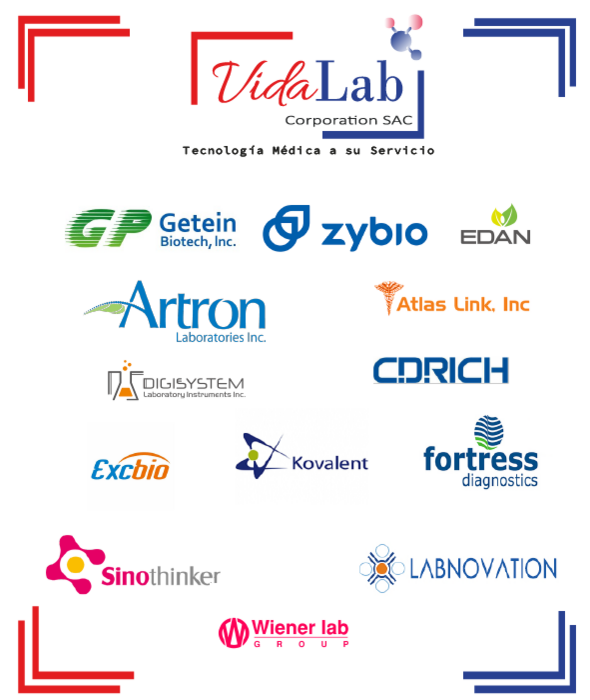 VidaLab
Corporation SAC
Tecnología Médica a su Servicio
GP Getein
Biotech, Inc.
zybio
EDAN
Artron
Laboratories Inc.
Atlas Link, Inc
DIGISYSTEM
Laboratory Instruments Inc.
CDRICH
Excbio
Kovalent
fortress
diagnostics
Sinothinker
LABNOVATION
Wiener lab
GROUP